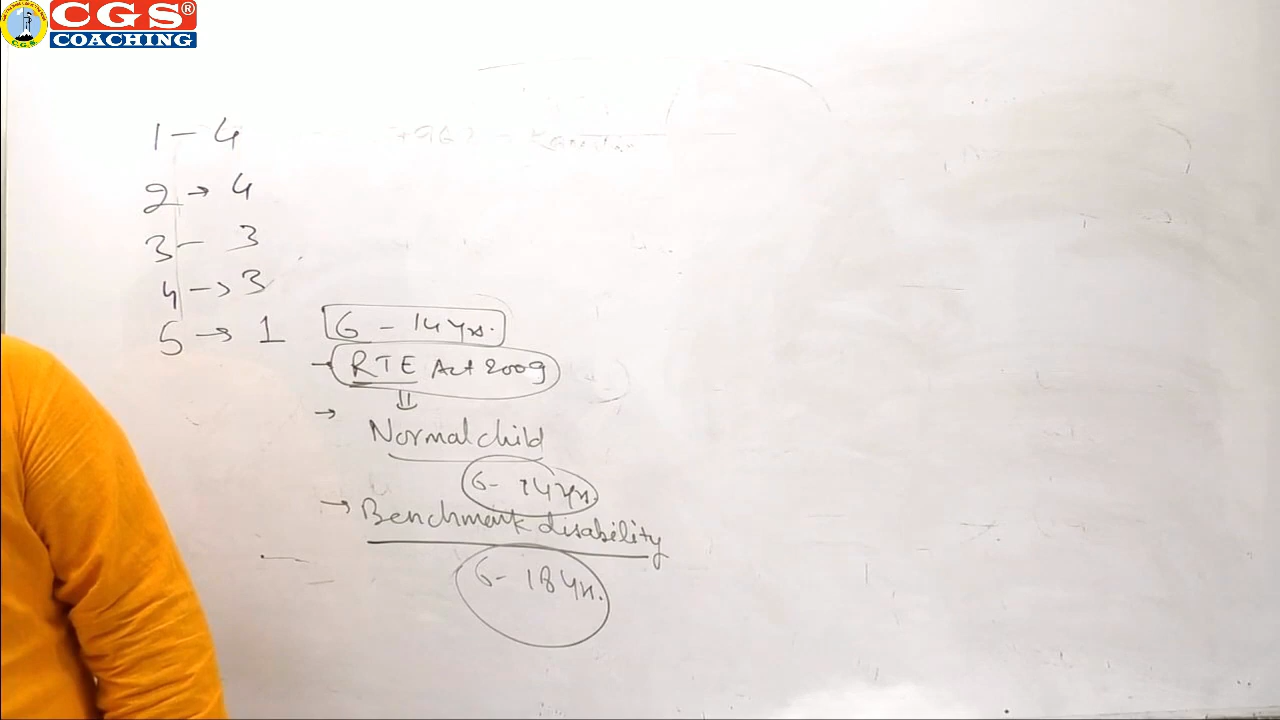 CGS®
COACHING
C.G.S.
1 – 4
2 → 4
3 – 3
4 → 3
5 → 1
6 – 14 yrs.
→ RTE Act 2009
⇓
→ Normal child
6 – 14 yrs.
→ Benchmark disability
6 – 18 yrs.